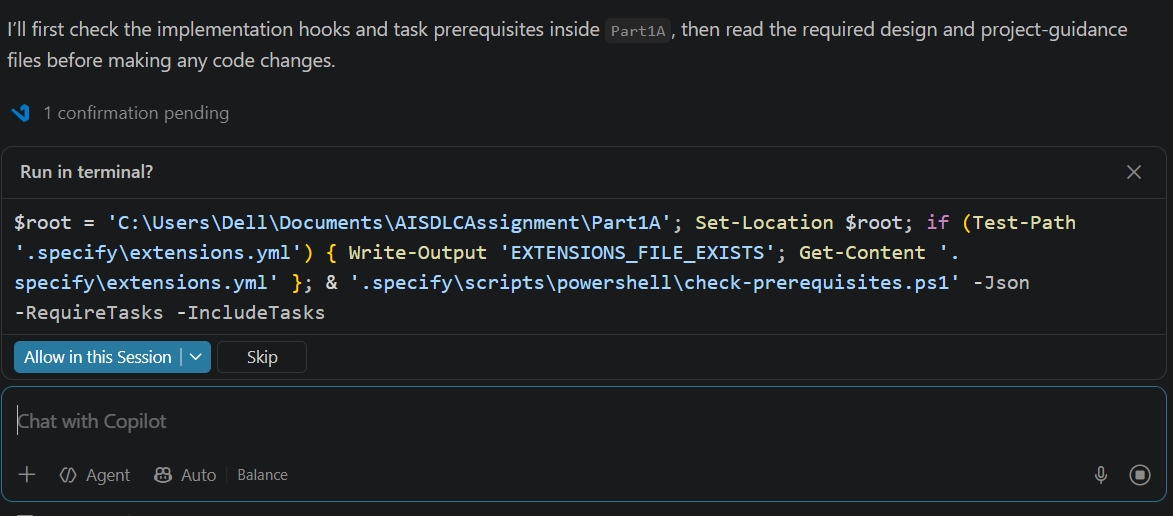 I'll first check the implementation hooks and task prerequisites inside Part1A, then read the required design and project-guidance
files before making any code changes.
1 confirmation pending
Run in terminal?
$root = 'C:\Users\Dell\Documents\AISDLCAssignment\Part1A'; Set-Location $root; if (Test-Path
'.specify\extensions.yml') { Write-Output 'EXTENSIONS_FILE_EXISTS'; Get-Content '.
specify\extensions.yml' }; & '.specify\scripts\powershell\check-prerequisites.ps1' -Json
-RequireTasks -IncludeTasks
Allow in this Session Skip
Chat with Copilot
Agent Auto Balance